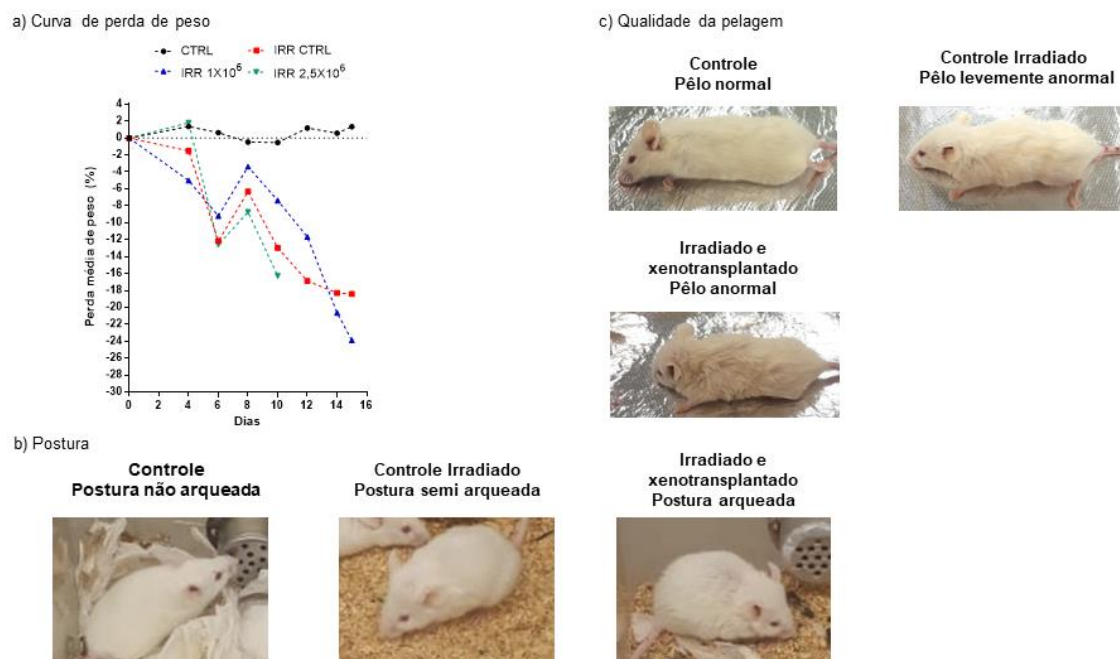 a) Curva de perda de peso
CTRL
IRR CTRL
IRR 1X10⁶
IRR 2,5X10⁶
Perda média de peso (%)
4
2
0
-2
-4
-6
-8
-10
-12
-14
-16
-18
-20
-22
-24
-26
-28
-30
0 2 4 6 8 10 12 14 16
Dias
b) Postura
Controle
Postura não arqueada
Controle Irradiado
Postura semi arqueada
Irradiado e
xenotransplantado
Postura arqueada
c) Qualidade da pelagem
Controle
Pêlo normal
Controle Irradiado
Pêlo levemente anormal
Irradiado e
xenotransplantado
Pêlo anormal